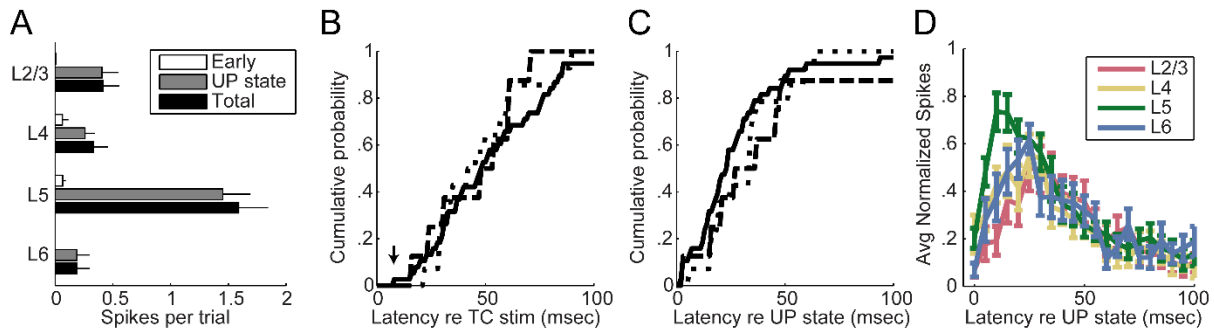 A
L2/3
L4
L5
L6
Early
UP state
Total
0
0.5
1
1.5
2
Spikes per trial
B
Cumulative probability
1
.8
.6
.4
.2
0
0
50
100
Latency re TC stim (msec)
C
Cumulative probability
1
.8
.6
.4
.2
0
0
50
100
Latency re UP state (msec)
D
Avg Normalized Spikes
1
.8
.6
.4
.2
0
L2/3
L4
L5
L6
0
50
100
Latency re UP state (msec)